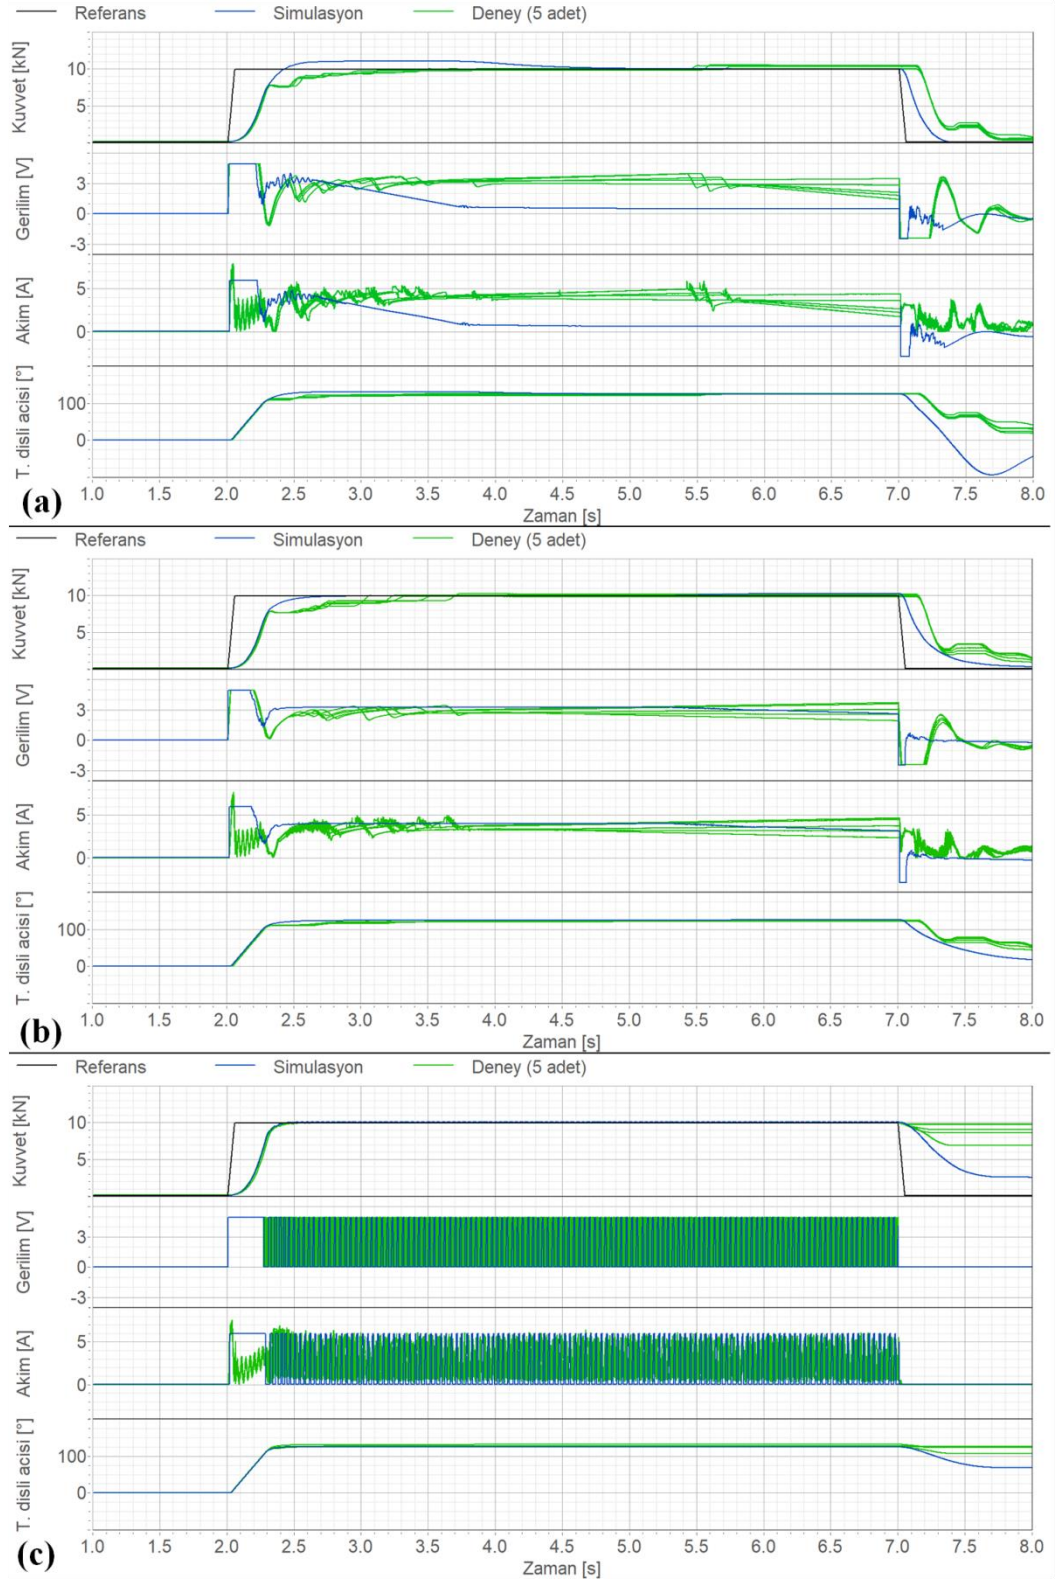 Referans Simulasyon Deney (5 adet)
Kuvvet [kN]
10
5
Gerilim [V]
3
0
-3
Akim [A]
5
0
T. disli acisi [°]
100
0
1.0 1.5 2.0 2.5 3.0 3.5 4.0 4.5 5.0 5.5 6.0 6.5 7.0 7.5 8.0
Zaman [s]
(a)
Referans Simulasyon Deney (5 adet)
Kuvvet [kN]
10
5
Gerilim [V]
3
0
-3
Akim [A]
5
0
T. disli acisi [°]
100
0
1.0 1.5 2.0 2.5 3.0 3.5 4.0 4.5 5.0 5.5 6.0 6.5 7.0 7.5 8.0
Zaman [s]
(b)
Referans Simulasyon Deney (5 adet)
Kuvvet [kN]
10
5
Gerilim [V]
3
0
-3
Akim [A]
5
0
T. disli acisi [°]
100
0
1.0 1.5 2.0 2.5 3.0 3.5 4.0 4.5 5.0 5.5 6.0 6.5 7.0 7.5 8.0
Zaman [s]
(c)